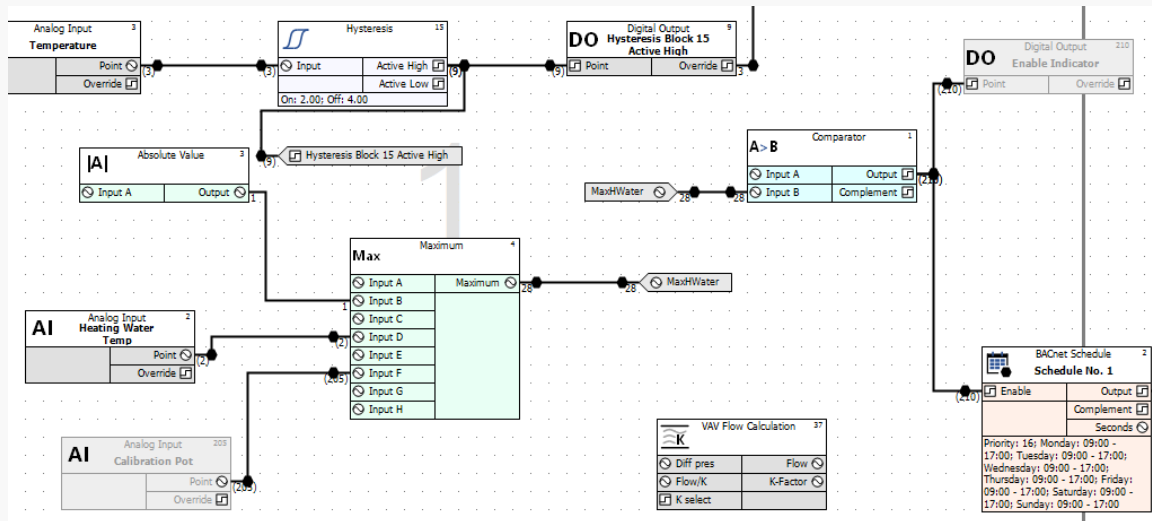 Analog Input 3
Temperature
Point
(3)
Override
Hysteresis 15
(3)
Input
Active High
(9)
Active Low
On: 2.00; Off: 4.00
Digital Output 9
DO
Hysteresis Block 15
Active High
(9)
Point
Override
3
Digital Output 210
DO
Enable Indicator
(210)
Point
Override
(9)
Hysteresis Block 15 Active High
Absolute Value 3
|A|
Input A
Output
1
1
Comparator 1
A>B
Input A
Output
(210)
MaxHWater
28
28
Input B
Complement
Maximum 4
Max
Input A
Maximum
28
28
MaxHWater
1
Input B
Input C
(2)
Input D
Input E
(205)
Input F
Input G
Input H
Analog Input 2
AI
Heating Water
Temp
Point
(2)
Override
Analog Input 205
AI
Calibration Pot
Point
(205)
Override
VAV Flow Calculation 37
K
Diff pres
Flow
Flow/K
K-Factor
K select
BACnet Schedule 2
Schedule No. 1
(210)
Enable
Output
Complement
Seconds
Priority: 16; Monday: 09:00 -
17:00; Tuesday: 09:00 - 17:00;
Wednesday: 09:00 - 17:00;
Thursday: 09:00 - 17:00; Friday:
09:00 - 17:00; Saturday: 09:00 -
17:00; Sunday: 09:00 - 17:00